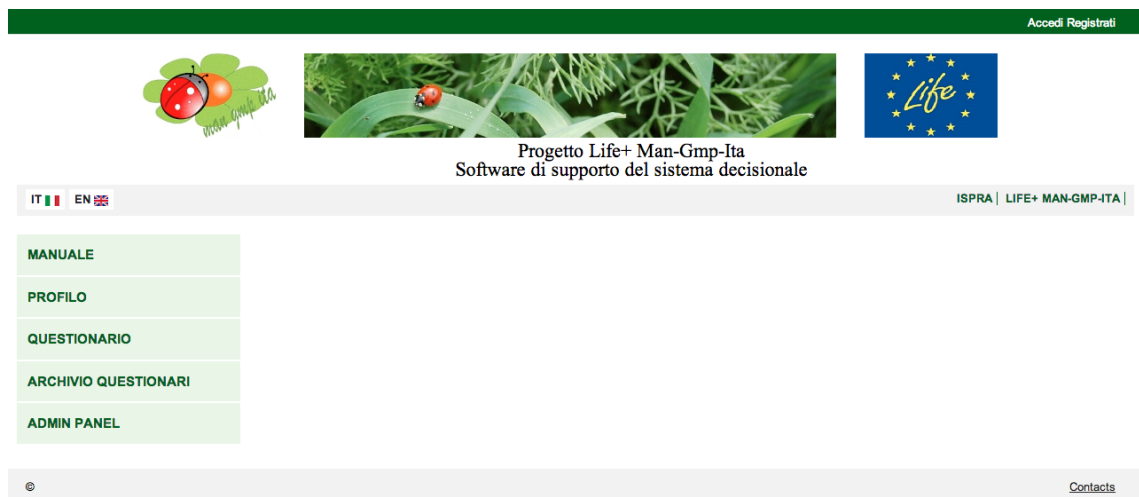 Accedi Registrati
man gmp ita
Life
Progetto Life+ Man-Gmp-Ita
Software di supporto del sistema decisionale
IT EN
ISPRA | LIFE+ MAN-GMP-ITA |
MANUALE
PROFILO
QUESTIONARIO
ARCHIVIO QUESTIONARI
ADMIN PANEL
© Contacts